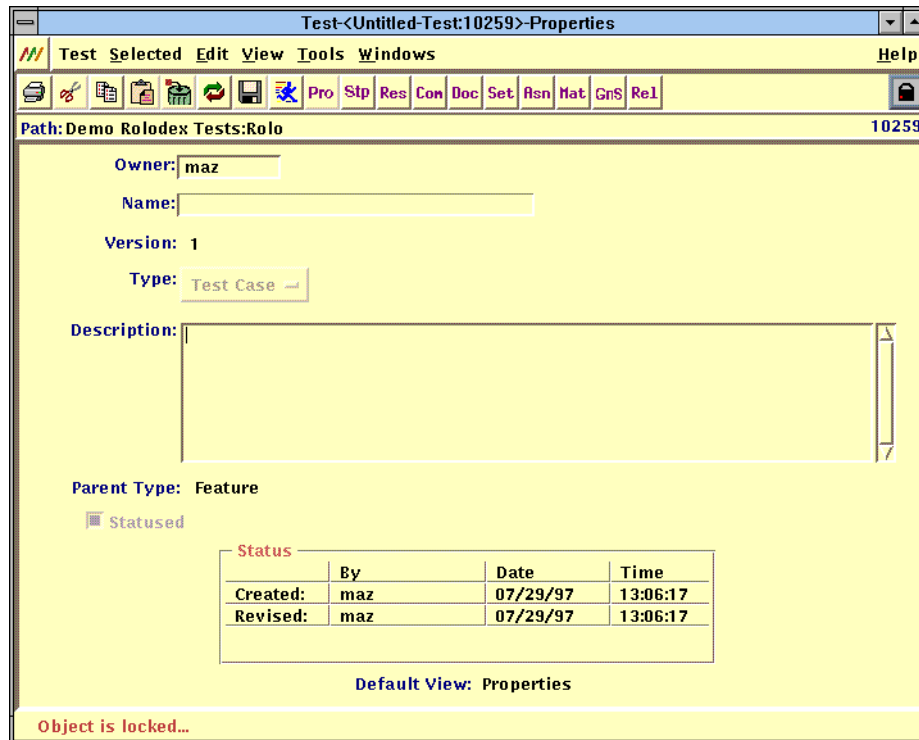 Test-<Untitled-Test:10259>-Properties
Test Selected Edit View Tools Windows Help
Pro Stp Res Com Doc Set Asn Mat GnS Rel
Path: Demo Rolodex Tests:Rolo 10259
Owner: maz
Name:
Version: 1
Type: Test Case
Description:
Parent Type: Feature
Statused
Status
By Date Time
Created: maz 07/29/97 13:06:17
Revised: maz 07/29/97 13:06:17
Default View: Properties
Object is locked...